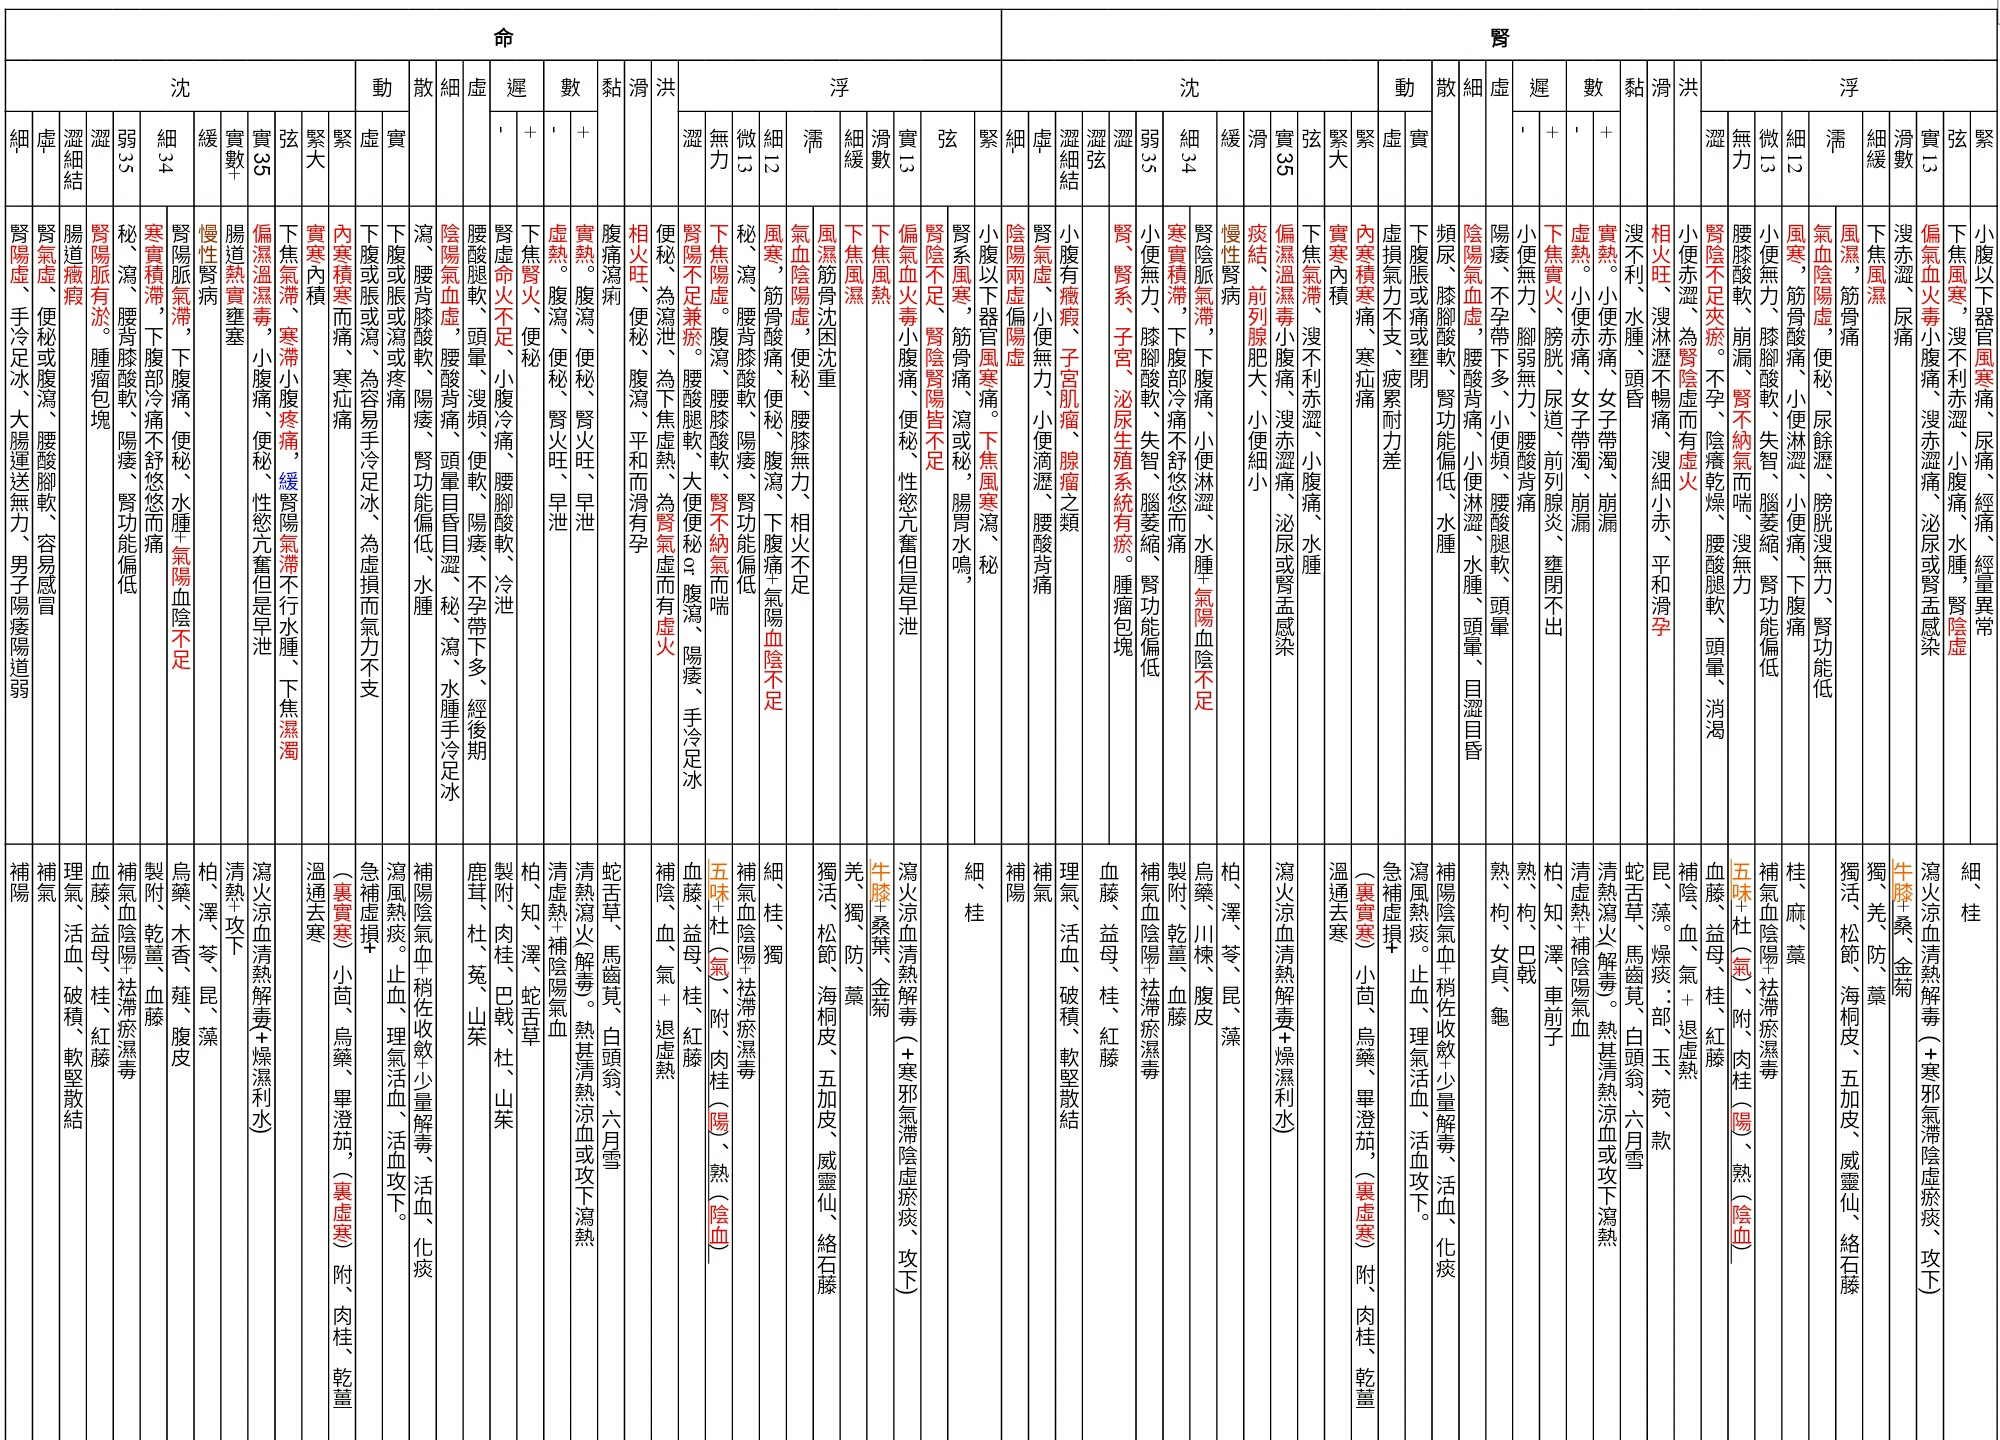 腎
命
浮
洪
滑
黏
數
遲
虛
細
散
動
沈
浮
洪
滑
黏
數
遲
虛
細
散
動
沈
緊
弦
實13
滑數
細緩
濡-
細12
微13
無力
澀
+
-
+
-
實
虛
緊
緊大
弦
實35
滑
緩
細34
弱35
澀
澀弦
澀細結
虛-
細-
緊
弦
實13
滑數
細緩
濡-
細12
微13
無力
澀
+
-
+
-
實
虛
緊
緊大
弦
實35
實數+
緩
細34
弱35
澀
澀細結
虛-
細-
小腹以下器官風寒痛、尿痛、經痛、經量異常
下焦風寒，溲不利赤澀、小腹痛、水腫，腎陰虛
偏氣血火毒小腹痛、溲赤澀痛、泌尿或腎盂感染
溲赤澀、尿痛
下焦風濕
風濕，筋骨痛
氣血陰陽虛，便秘、尿餘瀝、膀胱溲無力、腎功能低
風寒，筋骨酸痛、小便淋澀、小便痛、下腹痛
小便無力、膝腳酸軟、失智、腦萎縮、腎功能偏低
腰膝酸軟、崩漏、腎不納氣而喘、溲無力
腎陰不足夾瘀。不孕、陰癢乾燥、腰酸腿軟、頭暈、消渴
小便赤澀、為腎陰虛而有虛火
相火旺、溲淋瀝不暢痛、溲細小赤、平和滑孕
溲不利、水腫、頭昏
實熱。小便赤痛、女子帶濁、崩漏
虛熱。小便赤痛、女子帶濁、崩漏
下焦實火、膀胱、尿道、前列腺炎、壅閉不出
小便無力、腳弱無力、腰酸背痛
陽痿、不孕帶下多、小便頻、腰酸腿軟、頭暈
陰陽氣血虛，腰酸背痛、小便淋澀、水腫、頭暈、目澀目昏
頻尿、膝腳酸軟、腎功能偏低、水腫
下腹脹或痛或壅閉
虛損氣力不支、疲累耐力差
內寒積寒痛、寒疝痛
實寒內積
下焦氣滯、溲不利赤澀、小腹痛、水腫
偏濕溫濕毒小腹痛、溲赤澀痛、泌尿或腎盂感染
痰結、前列腺肥大、小便細小
慢性腎病
腎陰脈氣滯，下腹痛、小便淋澀、水腫+氣陽血陰不足
寒實積滯，下腹部冷痛不舒悠悠而痛
小便無力、膝腳酸軟、失智、腦萎縮、腎功能偏低
腎、腎系、子宮、泌尿生殖系統有瘀。腫瘤包塊
小腹有癥瘕、子宮肌瘤、腺瘤之類
腎氣虛、小便無力、小便滴瀝、腰酸背痛
陰陽兩虛偏陽虛
小腹以下器官風寒痛。下焦風寒瀉、秘
腎系風寒，筋骨痛、瀉或秘，腸胃水鳴，
腎陰不足、腎陰腎陽皆不足
偏氣血火毒小腹痛、便秘、性慾亢奮但是早泄
下焦風熱
下焦風濕
風濕筋骨沈困沈重
氣血陰陽虛，便秘、腰膝無力、相火不足
風寒，筋骨酸痛、便秘、腹瀉、下腹痛+氣陽血陰不足
秘、瀉、腰背膝酸軟、陽痿、腎功能偏低
下焦陽虛。腹瀉、腰膝酸軟、腎不納氣而喘
腎陽不足兼瘀。腰酸腿軟、大便便秘 or 腹瀉、陽痿、手冷足冰
便秘、為瀉泄、為下焦虛熱、為腎氣虛而有虛火
相火旺、便秘、腹瀉、平和而滑有孕
腹痛瀉痢
實熱。腹瀉、便秘、腎火旺、早泄
虛熱。腹瀉、便秘、腎火旺、早泄
下焦腎火、便秘
腎虛命火不足、小腹冷痛、腰腳酸軟、冷泄
腰酸腿軟、頭暈、溲頻、便軟、陽痿、不孕帶下多、經後期
陰陽氣血虛，腰酸背痛、頭暈目昏目澀、秘、瀉、水腫手冷足冰
瀉、腰背膝酸軟、陽痿、腎功能偏低、水腫
下腹或脹或瀉或疼痛
下腹或脹或瀉、為容易手冷足冰、為虛損而氣力不支
內寒積寒而痛、寒疝痛
實寒內積
下焦氣滯、寒滯小腹疼痛，緩腎陽氣滯不行水腫、下焦濕濁
偏濕溫濕毒，小腹痛、便秘、性慾亢奮但是早泄
腸道熱實壅塞
慢性腎病
腎陽脈氣滯，下腹痛、便秘、水腫+氣陽血陰不足
寒實積滯，下腹部冷痛不舒悠悠而痛
秘、瀉、腰背膝酸軟、陽痿、腎功能偏低
腎陽脈有淤。腫瘤包塊
腸道癥瘕
腎氣虛、便秘或腹瀉、腰酸腳軟、容易感冒
腎陽虛、手冷足冰、大腸運送無力、男子陽痿陽道弱
細、桂
瀉火涼血清熱解毒 (+寒邪氣滯陰虛瘀痰、攻下)
牛膝+桑、金菊
獨、羌、防、藁
獨活、松節、海桐皮、五加皮、威靈仙、絡石藤
桂、麻、藁
補氣血陰陽+袪滯瘀濕毒
五味+杜（氣）、附、肉桂（陽）、熟（陰血）
血藤、益母、桂、紅藤
補陰、血、氣 + 退虛熱
昆、藻。燥痰：部、玉、菀、款
蛇舌草、馬齒莧、白頭翁、六月雪
清熱瀉火(解毒)。熱甚清熱涼血或攻下瀉熱
清虛熱+補陰陽氣血
柏、知、澤、車前子
熟、枸、巴戟
熟、枸、女貞、龜
補陽陰氣血+稍佐收斂+少量解毒、活血、化痰
瀉風熱痰。止血、理氣活血、活血攻下。
急補虛損+
（裏實寒）小茴、烏藥、蓽澄茄，（裏虛寒）附、肉桂、乾薑
溫通去寒
瀉火涼血清熱解毒(+燥濕利水)
柏、澤、苓、昆、藻
烏藥、川楝、腹皮
製附、乾薑、血藤
補氣血陰陽+袪滯瘀濕毒
血藤、益母、桂、紅藤
理氣、活血、破積、軟堅散結
補氣
補陽
細、桂
瀉火涼血清熱解毒 (+寒邪氣滯陰虛瘀痰、攻下)
牛膝+桑葉、金菊
羌、獨、防、藁
獨活、松節、海桐皮、五加皮、威靈仙、絡石藤
細、桂、獨
補氣血陰陽+袪滯瘀濕毒
五味+杜（氣）、附、肉桂（陽）、熟（陰血）
血藤、益母、桂、紅藤
補陰、血、氣 + 退虛熱
蛇舌草、馬齒莧、白頭翁、六月雪
清熱瀉火(解毒)。熱甚清熱涼血或攻下瀉熱
清虛熱+補陰陽氣血
柏、知、澤、蛇舌草
製附、肉桂、巴戟、杜、山茱
鹿茸、杜、菟、山茱
補陽陰氣血+稍佐收斂+少量解毒、活血、化痰
瀉風熱痰。止血、理氣活血、活血攻下。
急補虛損+
（裏實寒）小茴、烏藥、蓽澄茄，（裏虛寒）附、肉桂、乾薑
溫通去寒
瀉火涼血清熱解毒(+燥濕利水)
清熱+攻下
柏、澤、苓、昆、藻
烏藥、木香、薤、腹皮
製附、乾薑、血藤
補氣血陰陽+袪滯瘀濕毒
血藤、益母、桂、紅藤
理氣、活血、破積、軟堅散結
補氣
補陽